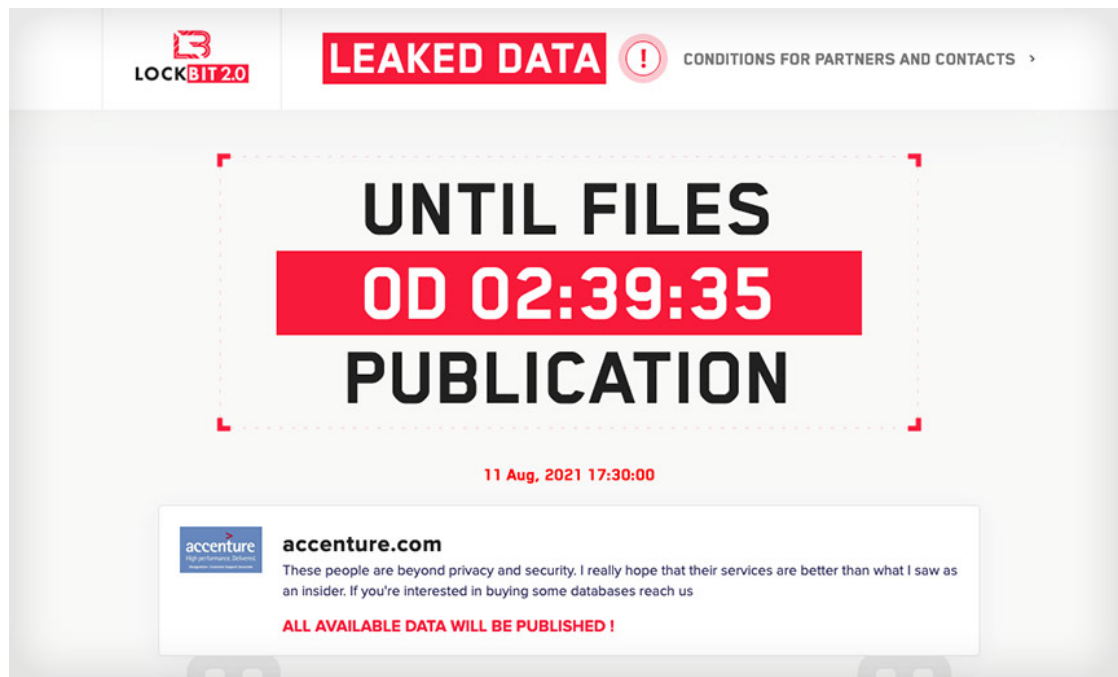 LOCKBIT 2.0
LEAKED DATA
!
CONDITIONS FOR PARTNERS AND CONTACTS >
UNTIL FILES
0D 02:39:35
PUBLICATION
11 Aug, 2021 17:30:00
accenture
High performance. Delivered.
accenture.com
These people are beyond privacy and security. I really hope that their services are better than what I saw as
an insider. If you're interested in buying some databases reach us
ALL AVAILABLE DATA WILL BE PUBLISHED !